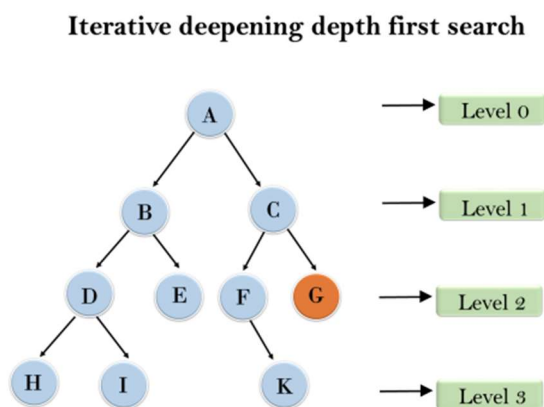 Iterative deepening depth first search
A
Level 0
B
C
Level 1
D
E
F
G
Level 2
H
I
K
Level 3